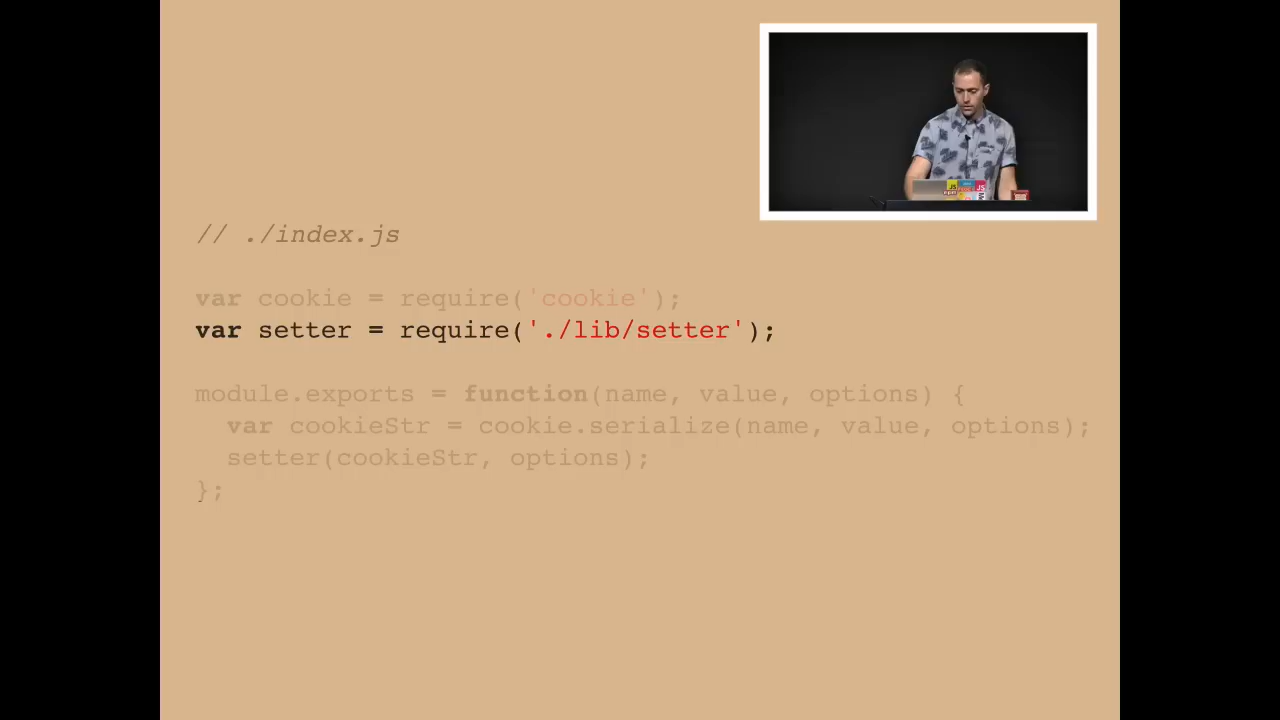 // ./index.js
var cookie = require('cookie');
var setter = require('./lib/setter');
module.exports = function(name, value, options) {
  var cookieStr = cookie.serialize(name, value, options);
  setter(cookieStr, options);
};